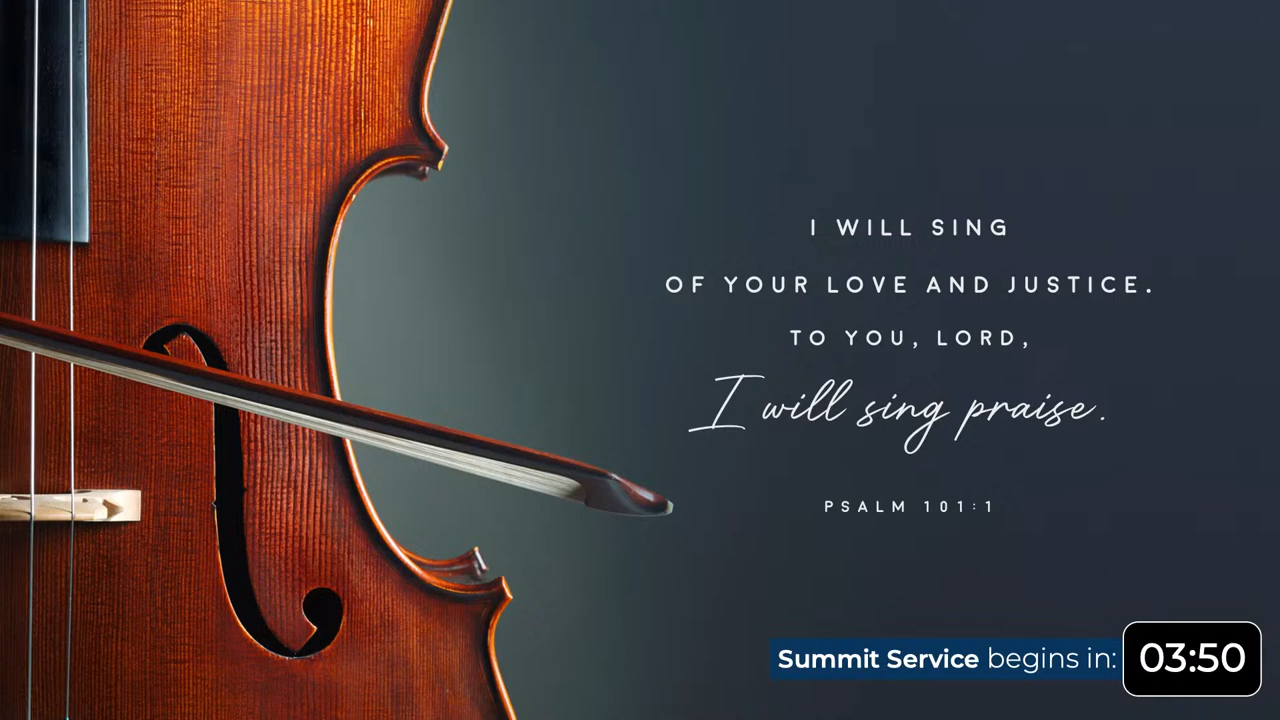 I WILL SING
OF YOUR LOVE AND JUSTICE.
TO YOU, LORD,
I will sing praise.
PSALM 101:1
Summit Service begins in: 03:50